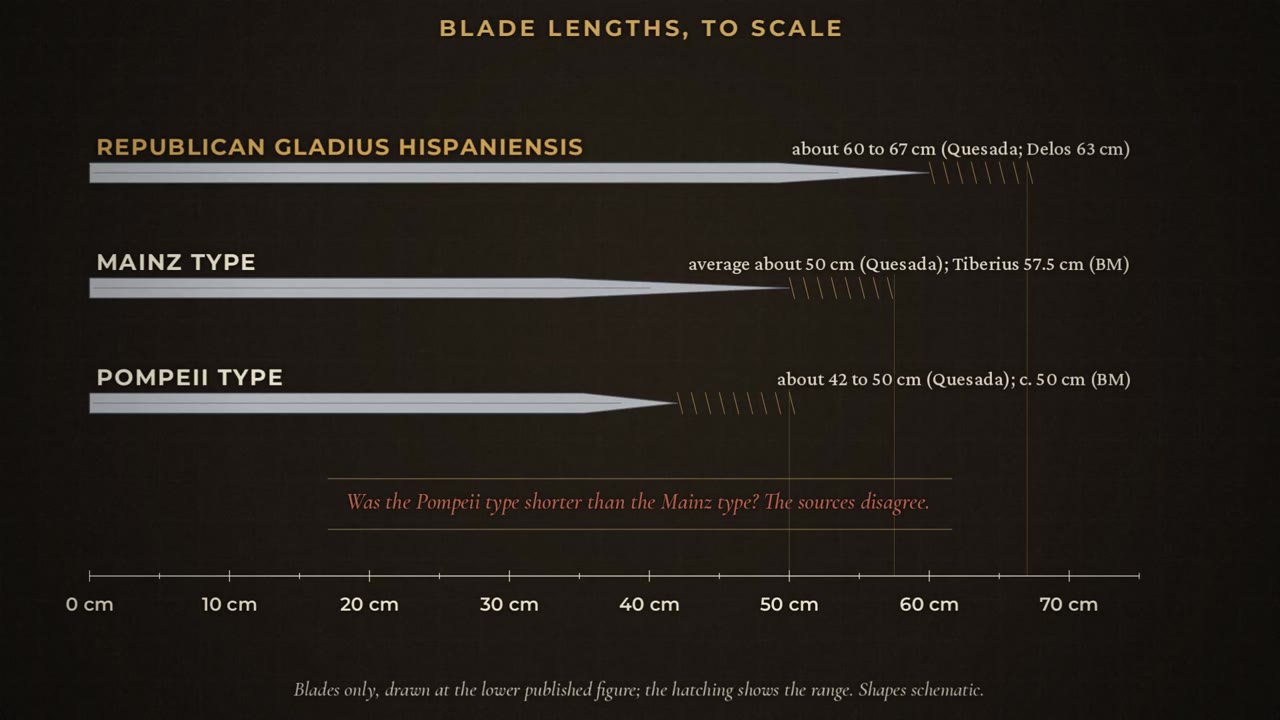 BLADE LENGTHS, TO SCALE
REPUBLICAN GLADIUS HISPANIENSIS
about 60 to 67 cm (Quesada; Delos 63 cm)
MAINZ TYPE
average about 50 cm (Quesada); Tiberius 57.5 cm (BM)
POMPEII TYPE
about 42 to 50 cm (Quesada); c. 50 cm (BM)
Was the Pompeii type shorter than the Mainz type? The sources disagree.
0 cm 10 cm 20 cm 30 cm 40 cm 50 cm 60 cm 70 cm
Blades only, drawn at the lower published figure; the hatching shows the range. Shapes schematic.